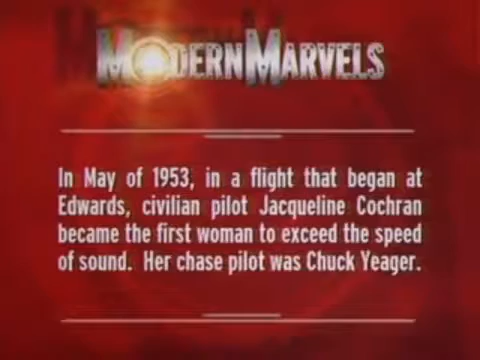 MODERN MARVELS
In May of 1953, in a flight that began at
Edwards, civilian pilot Jacqueline Cochran
became the first woman to exceed the speed
of sound. Her chase pilot was Chuck Yeager.